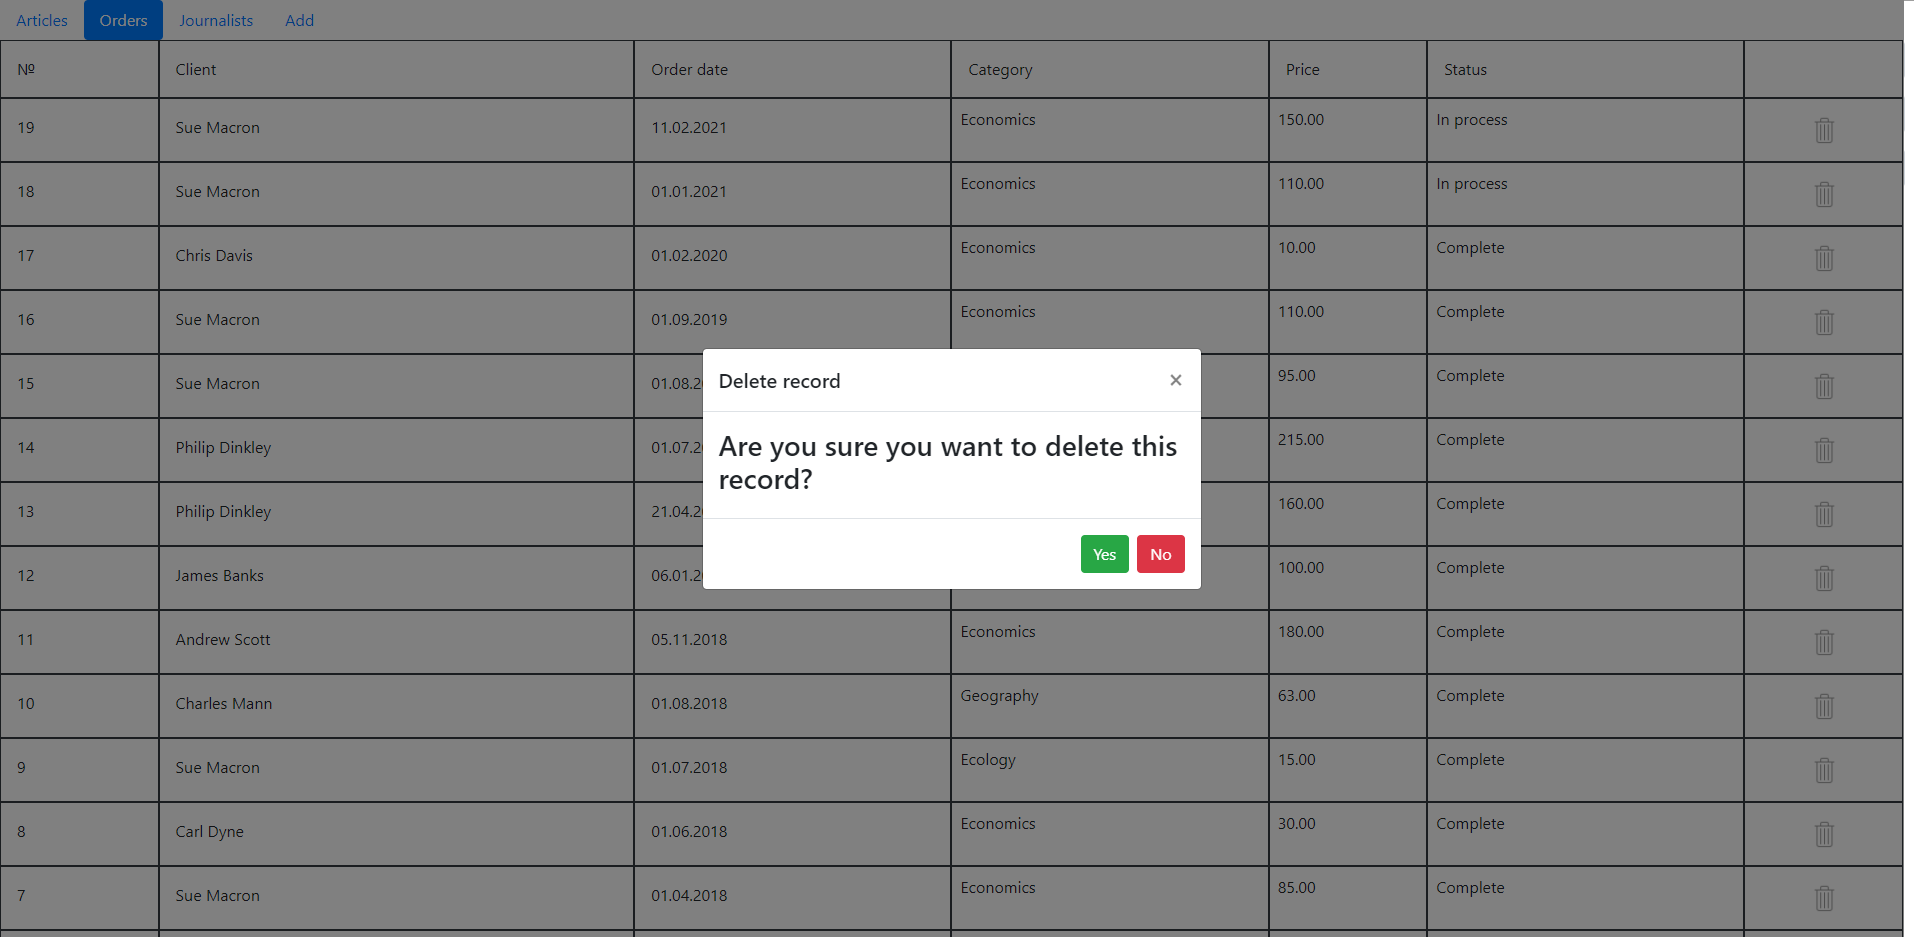 Articles Orders Journalists Add
№ Client Order date Category Price Status
19 Sue Macron 11.02.2021 Economics 150.00 In process
18 Sue Macron 01.01.2021 Economics 110.00 In process
17 Chris Davis 01.02.2020 Economics 10.00 Complete
16 Sue Macron 01.09.2019 Economics 110.00 Complete
15 Sue Macron 01.08.2 95.00 Complete
14 Philip Dinkley 01.07.2 215.00 Complete
13 Philip Dinkley 21.04.2 160.00 Complete
12 James Banks 06.01.2 100.00 Complete
11 Andrew Scott 05.11.2018 Economics 180.00 Complete
10 Charles Mann 01.08.2018 Geography 63.00 Complete
9 Sue Macron 01.07.2018 Ecology 15.00 Complete
8 Carl Dyne 01.06.2018 Economics 30.00 Complete
7 Sue Macron 01.04.2018 Economics 85.00 Complete
Delete record ×
Are you sure you want to delete this
record?
Yes No